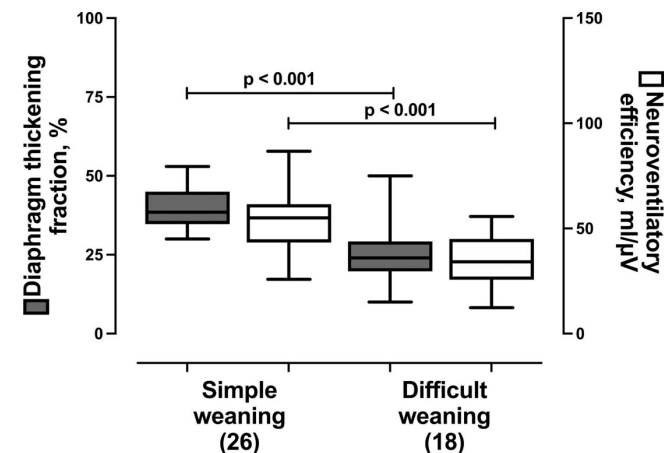 Diaphragm thickening
fraction, %
100
75
50
25
0
p < 0.001
p < 0.001
150
100
50
0
Neuroventilatory
efficiency, ml/μV
Simple
weaning
(26)
Difficult
weaning
(18)